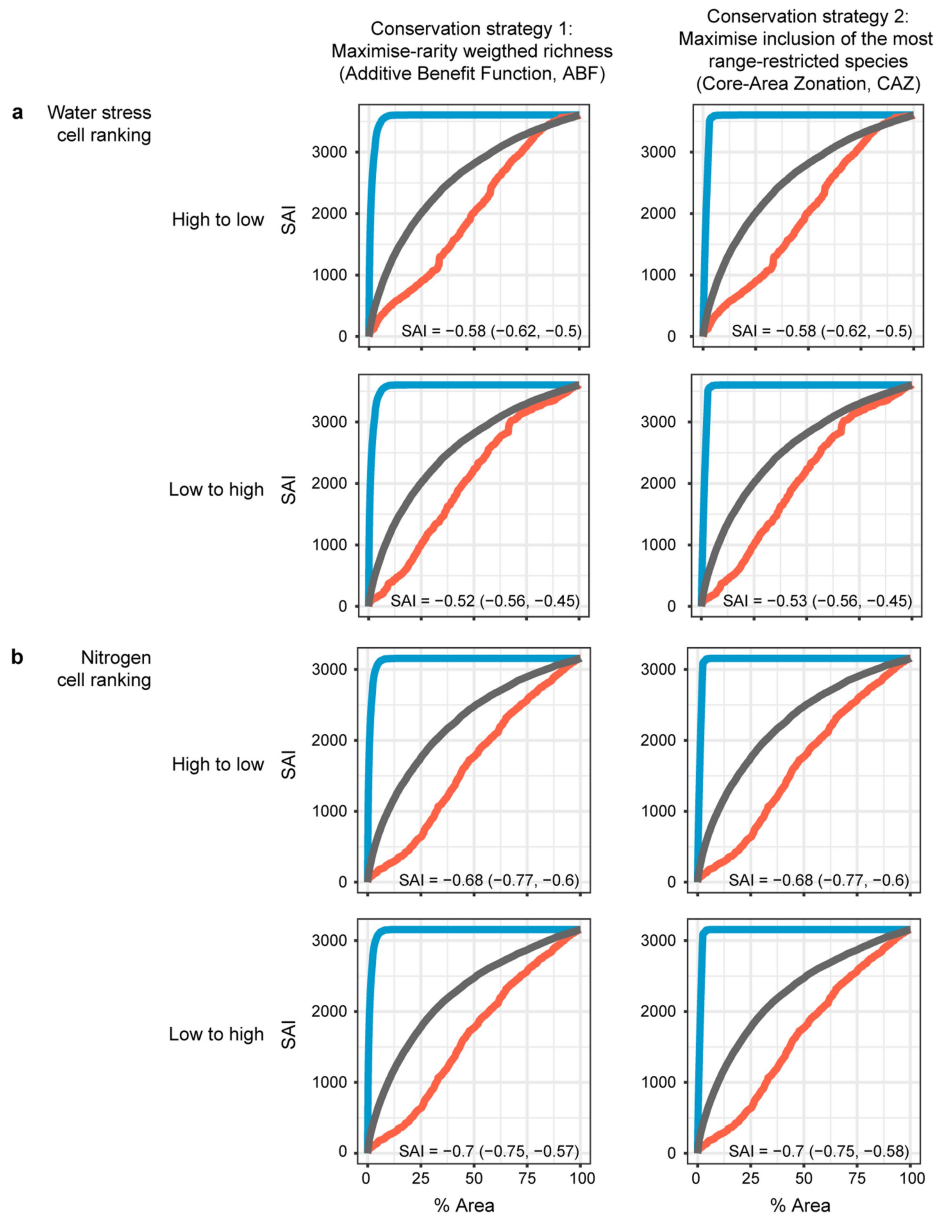 Conservation strategy 1:
Maximise-rarity weigthed richness
(Additive Benefit Function, ABF)
Conservation strategy 2:
Maximise inclusion of the most
range-restricted species
(Core-Area Zonation, CAZ)
a
Water stress
cell ranking
High to low
SAI
3000
2000
1000
0
SAI = −0.58 (−0.62, −0.5)
3000
2000
1000
0
SAI = −0.58 (−0.62, −0.5)
Low to high
SAI
3000
2000
1000
0
SAI = −0.52 (−0.56, −0.45)
3000
2000
1000
0
SAI = −0.53 (−0.56, −0.45)
b
Nitrogen
cell ranking
High to low
SAI
3000
2000
1000
0
SAI = −0.68 (−0.77, −0.6)
3000
2000
1000
0
SAI = −0.68 (−0.77, −0.6)
Low to high
SAI
3000
2000
1000
0
SAI = −0.7 (−0.75, −0.57)
0 25 50 75 100
% Area
3000
2000
1000
0
SAI = −0.7 (−0.75, −0.58)
0 25 50 75 100
% Area